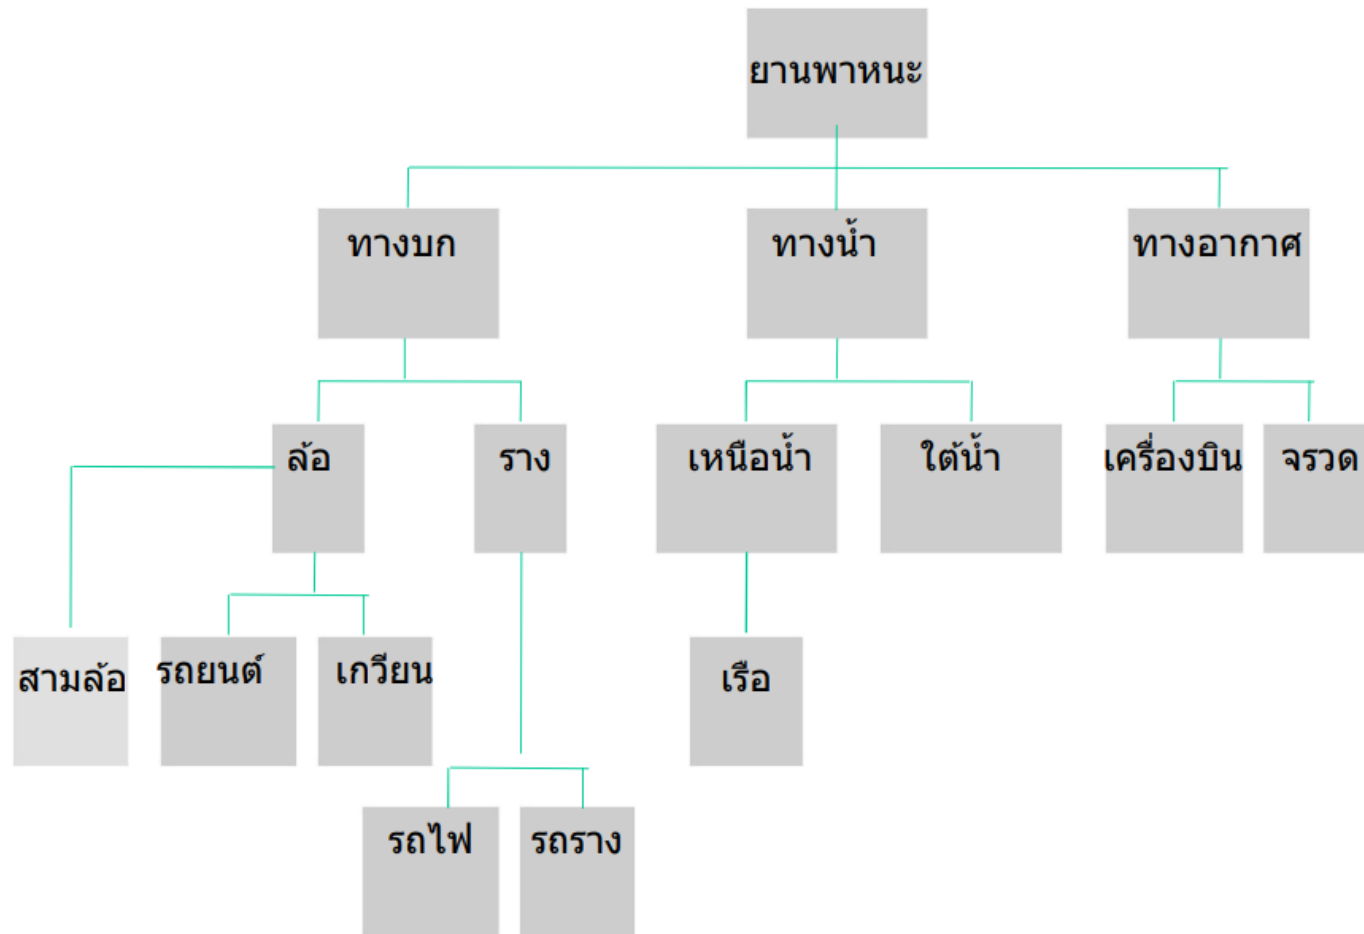 ยานพาหนะ
ทางบก
ทางน้ำ
ทางอากาศ
ล้อ
ราง
เหนือน้ำ
ใต้น้ำ
เครื่องบิน
จรวด
สามล้อ
รถยนต์
เกวียน
เรือ
รถไฟ
รถราง